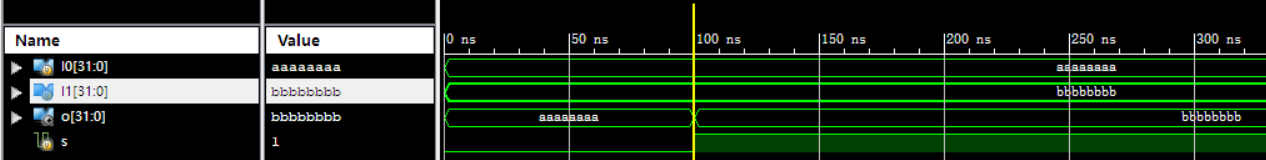 Name Value 0 ns 50 ns 100 ns 150 ns 200 ns 250 ns 300 ns
I0[31:0] aaaaaaaa aaaaaaaa
I1[31:0] bbbbbbbb bbbbbbbb
o[31:0] bbbbbbbb aaaaaaaa bbbbbbbb
s 1